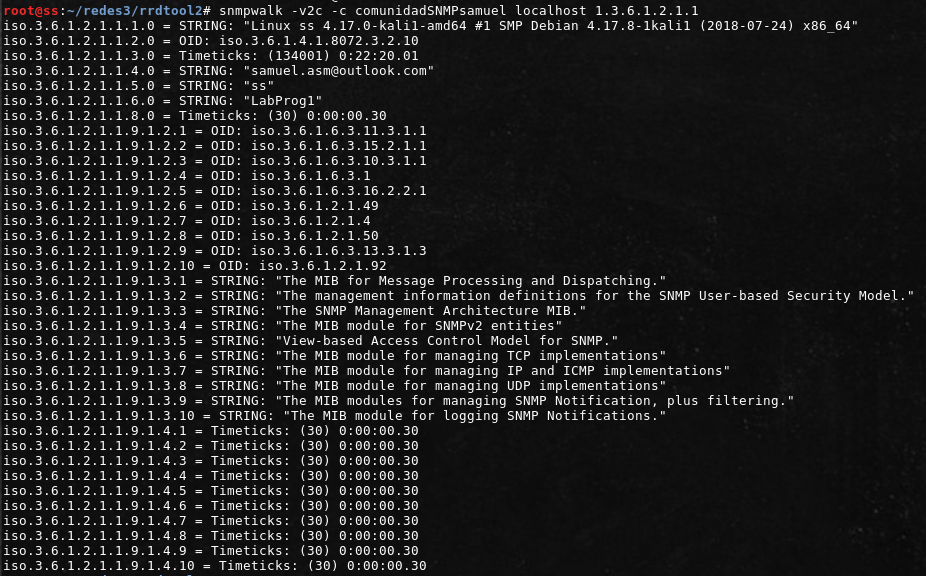 root@ss:~/redes3/rrdtool2# snmpwalk -v2c -c comunidadSNMPsamuel localhost 1.3.6.1.2.1.1
iso.3.6.1.2.1.1.1.0 = STRING: "Linux ss 4.17.0-kali1-amd64 #1 SMP Debian 4.17.8-1kali1 (2018-07-24) x86_64"
iso.3.6.1.2.1.1.2.0 = OID: iso.3.6.1.4.1.8072.3.2.10
iso.3.6.1.2.1.1.3.0 = Timeticks: (134001) 0:22:20.01
iso.3.6.1.2.1.1.4.0 = STRING: "samuel.asm@outlook.com"
iso.3.6.1.2.1.1.5.0 = STRING: "ss"
iso.3.6.1.2.1.1.6.0 = STRING: "LabProg1"
iso.3.6.1.2.1.1.8.0 = Timeticks: (30) 0:00:00.30
iso.3.6.1.2.1.1.9.1.2.1 = OID: iso.3.6.1.6.3.11.3.1.1
iso.3.6.1.2.1.1.9.1.2.2 = OID: iso.3.6.1.6.3.15.2.1.1
iso.3.6.1.2.1.1.9.1.2.3 = OID: iso.3.6.1.6.3.10.3.1.1
iso.3.6.1.2.1.1.9.1.2.4 = OID: iso.3.6.1.6.3.1
iso.3.6.1.2.1.1.9.1.2.5 = OID: iso.3.6.1.6.3.16.2.2.1
iso.3.6.1.2.1.1.9.1.2.6 = OID: iso.3.6.1.2.1.49
iso.3.6.1.2.1.1.9.1.2.7 = OID: iso.3.6.1.2.1.4
iso.3.6.1.2.1.1.9.1.2.8 = OID: iso.3.6.1.2.1.50
iso.3.6.1.2.1.1.9.1.2.9 = OID: iso.3.6.1.6.3.13.3.1.3
iso.3.6.1.2.1.1.9.1.2.10 = OID: iso.3.6.1.2.1.92
iso.3.6.1.2.1.1.9.1.3.1 = STRING: "The MIB for Message Processing and Dispatching."
iso.3.6.1.2.1.1.9.1.3.2 = STRING: "The management information definitions for the SNMP User-based Security Model."
iso.3.6.1.2.1.1.9.1.3.3 = STRING: "The SNMP Management Architecture MIB."
iso.3.6.1.2.1.1.9.1.3.4 = STRING: "The MIB module for SNMPv2 entities"
iso.3.6.1.2.1.1.9.1.3.5 = STRING: "View-based Access Control Model for SNMP."
iso.3.6.1.2.1.1.9.1.3.6 = STRING: "The MIB module for managing TCP implementations"
iso.3.6.1.2.1.1.9.1.3.7 = STRING: "The MIB module for managing IP and ICMP implementations"
iso.3.6.1.2.1.1.9.1.3.8 = STRING: "The MIB module for managing UDP implementations"
iso.3.6.1.2.1.1.9.1.3.9 = STRING: "The MIB modules for managing SNMP Notification, plus filtering."
iso.3.6.1.2.1.1.9.1.3.10 = STRING: "The MIB module for logging SNMP Notifications."
iso.3.6.1.2.1.1.9.1.4.1 = Timeticks: (30) 0:00:00.30
iso.3.6.1.2.1.1.9.1.4.2 = Timeticks: (30) 0:00:00.30
iso.3.6.1.2.1.1.9.1.4.3 = Timeticks: (30) 0:00:00.30
iso.3.6.1.2.1.1.9.1.4.4 = Timeticks: (30) 0:00:00.30
iso.3.6.1.2.1.1.9.1.4.5 = Timeticks: (30) 0:00:00.30
iso.3.6.1.2.1.1.9.1.4.6 = Timeticks: (30) 0:00:00.30
iso.3.6.1.2.1.1.9.1.4.7 = Timeticks: (30) 0:00:00.30
iso.3.6.1.2.1.1.9.1.4.8 = Timeticks: (30) 0:00:00.30
iso.3.6.1.2.1.1.9.1.4.9 = Timeticks: (30) 0:00:00.30
iso.3.6.1.2.1.1.9.1.4.10 = Timeticks: (30) 0:00:00.30